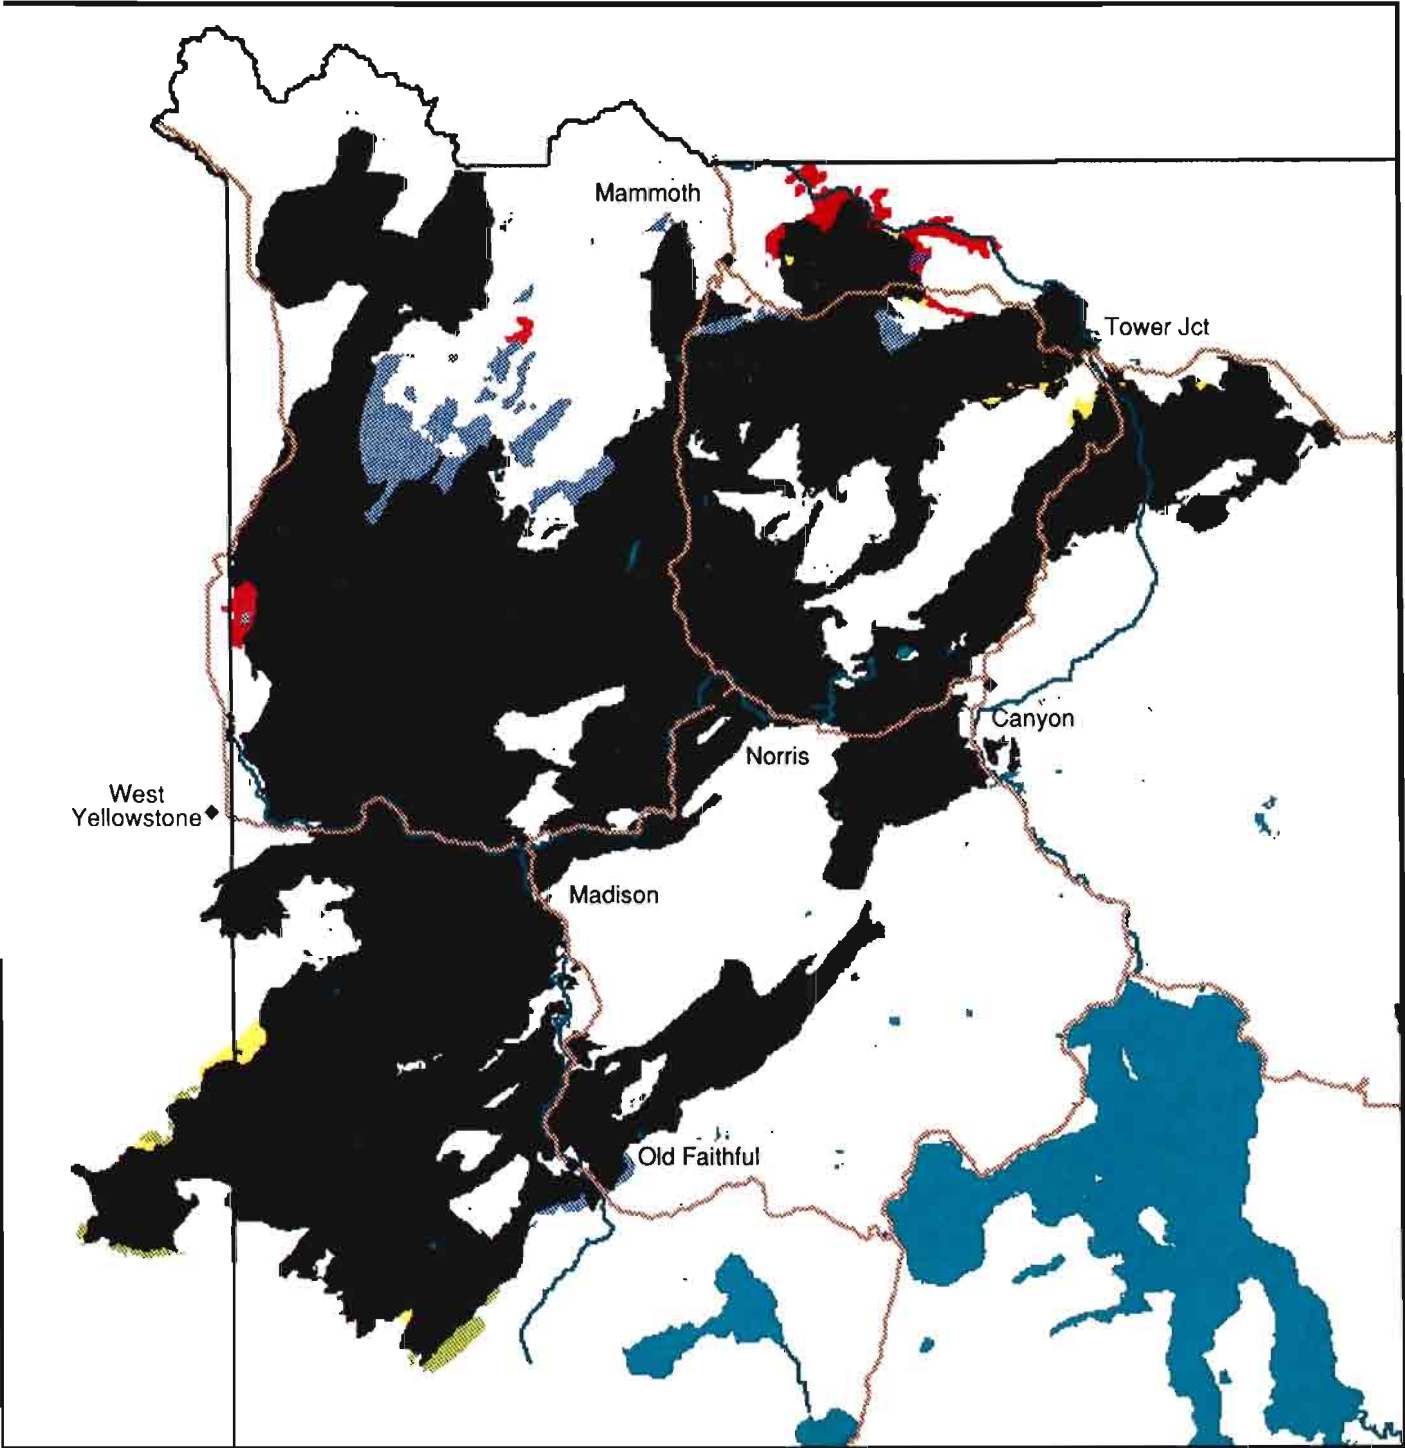 Mammoth
Tower Jct
Canyon
Norris
West
Yellowstone
Madison
Old Faithful